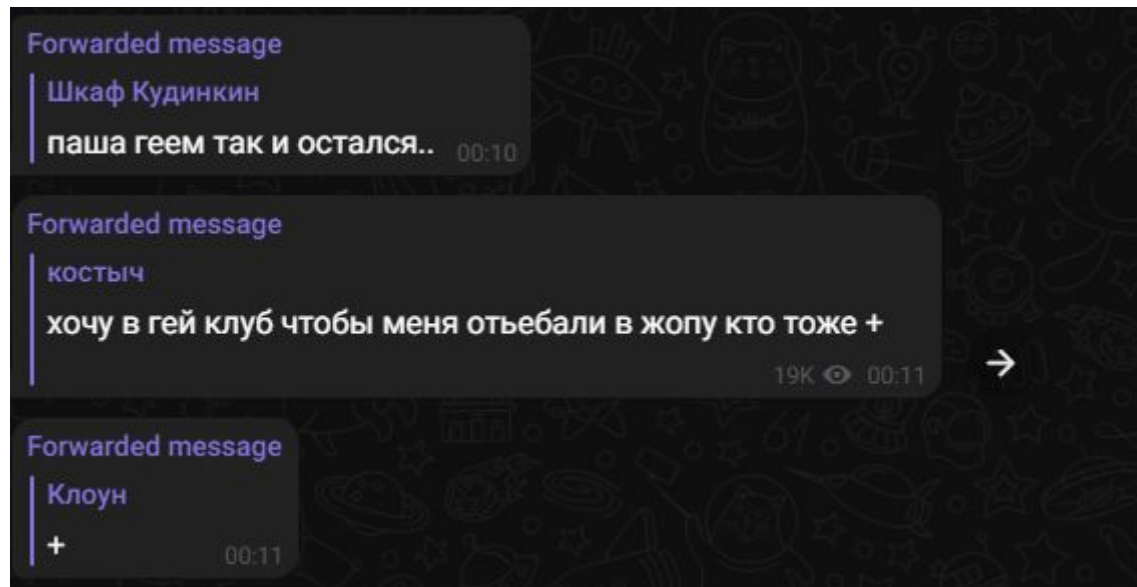 Forwarded message
Шкаф Кудинкин
паша геем так и остался.. 00:10
Forwarded message
костыч
хочу в гей клуб чтобы меня отьебали в жопу кто тоже +
19K 00:11
Forwarded message
Клоун
+ 00:11